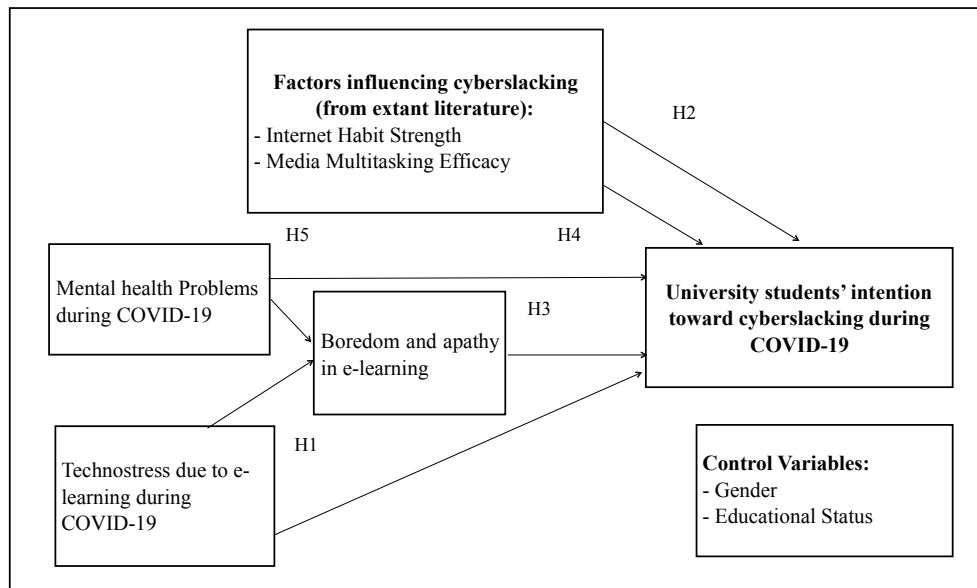 Factors influencing cyberslacking
(from extant literature):
- Internet Habit Strength
- Media Multitasking Efficacy
H2
H5
H4
Mental health Problems
during COVID-19
University students’ intention
toward cyberslacking during
COVID-19
Boredom and apathy
in e-learning
H3
H1
Technostress due to e-
learning during
COVID-19
Control Variables:
- Gender
- Educational Status